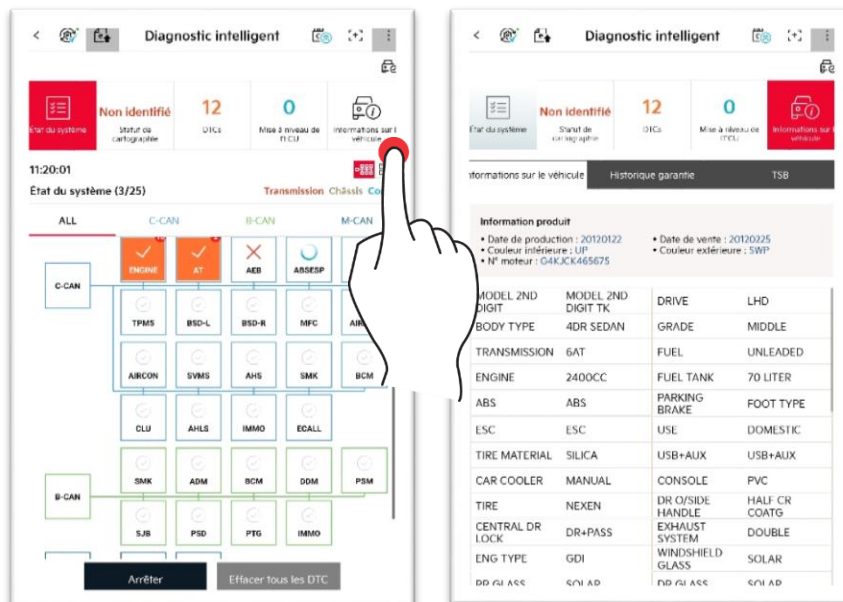 Diagnostic intelligent
État du système
Non identifié
Statut de cartographie
12
DTCs
0
Mise à niveau de l'ECU
Informations sur l
véhicule
11:20:01
État du système (3/25)
Transmission Châssis Co
ALL
C-CAN
B-CAN
M-CAN
C-CAN
ENGINE
AT
AEB
ABSESP
TPMS
BSD-L
BSD-R
MFC
AIRCON
SVMS
AHS
SMK
BCM
CLU
AHLS
IMMO
ECALL
B-CAN
SMK
ADM
BCM
DDM
PSM
SJB
PSD
PTG
IMMO
Arrêter
Effacer tous les DTC
Diagnostic intelligent
État du système
Non identifié
Statut de cartographie
12
DTCs
0
Mise à niveau de l'ECU
Informations sur l
véhicule
nformations sur le véhicule
Historique garantie
TSB
Information produit
• Date de production : 20120122
• Date de vente : 20120225
• Couleur intérieure : UP
• Couleur extérieure : SWP
• N° moteur : G4KJCK465675
MODEL 2ND DIGIT
MODEL 2ND DIGIT TK
DRIVE
LHD
BODY TYPE
4DR SEDAN
GRADE
MIDDLE
TRANSMISSION
6AT
FUEL
UNLEADED
ENGINE
2400CC
FUEL TANK
70 LITER
ABS
ABS
PARKING BRAKE
FOOT TYPE
ESC
ESC
USE
DOMESTIC
TIRE MATERIAL
SILICA
USB+AUX
USB+AUX
CAR COOLER
MANUAL
CONSOLE
PVC
TIRE
NEXEN
DR O/SIDE HANDLE
HALF CR COATG
CENTRAL DR LOCK
DR+PASS
EXHAUST SYSTEM
DOUBLE
ENG TYPE
GDI
WINDSHIELD GLASS
SOLAR
RR GLASS
SOLAR
DR GLASS
SOLAR